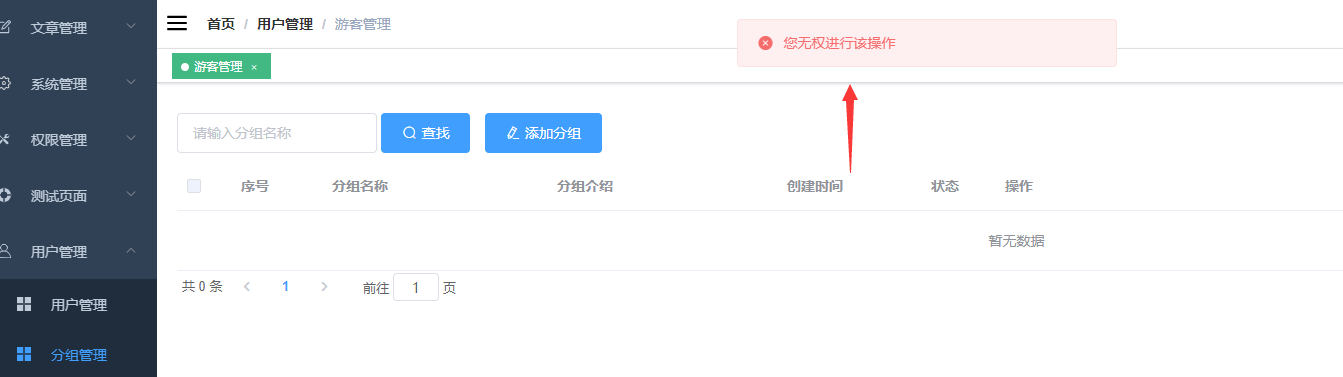 文章管理
系统管理
权限管理
测试页面
用户管理
用户管理
分组管理
首页 / 用户管理 / 游客管理
您无权进行该操作
游客管理 ×
请输入分组名称 查找 添加分组
序号 分组名称 分组介绍 创建时间 状态 操作
暂无数据
共 0 条 1 前往 1 页